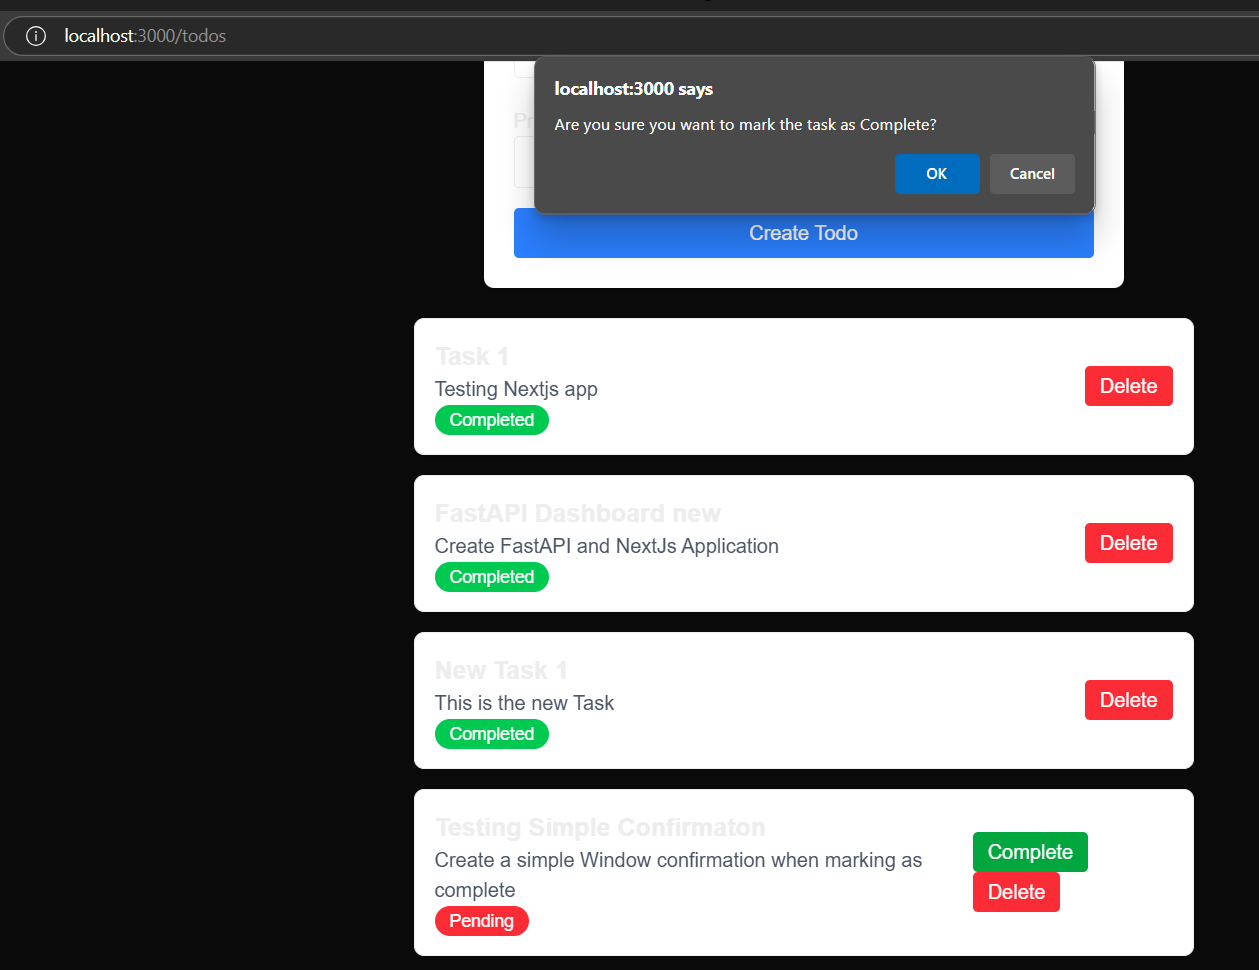 localhost:3000/todos
localhost:3000 says
Are you sure you want to mark the task as Complete?
OK
Cancel
Pr
Create Todo
Task 1
Testing Nextjs app
Completed
Delete
FastAPI Dashboard new
Create FastAPI and NextJs Application
Completed
Delete
New Task 1
This is the new Task
Completed
Delete
Testing Simple Confirmaton
Create a simple Window confirmation when marking as
complete
Pending
Complete
Delete